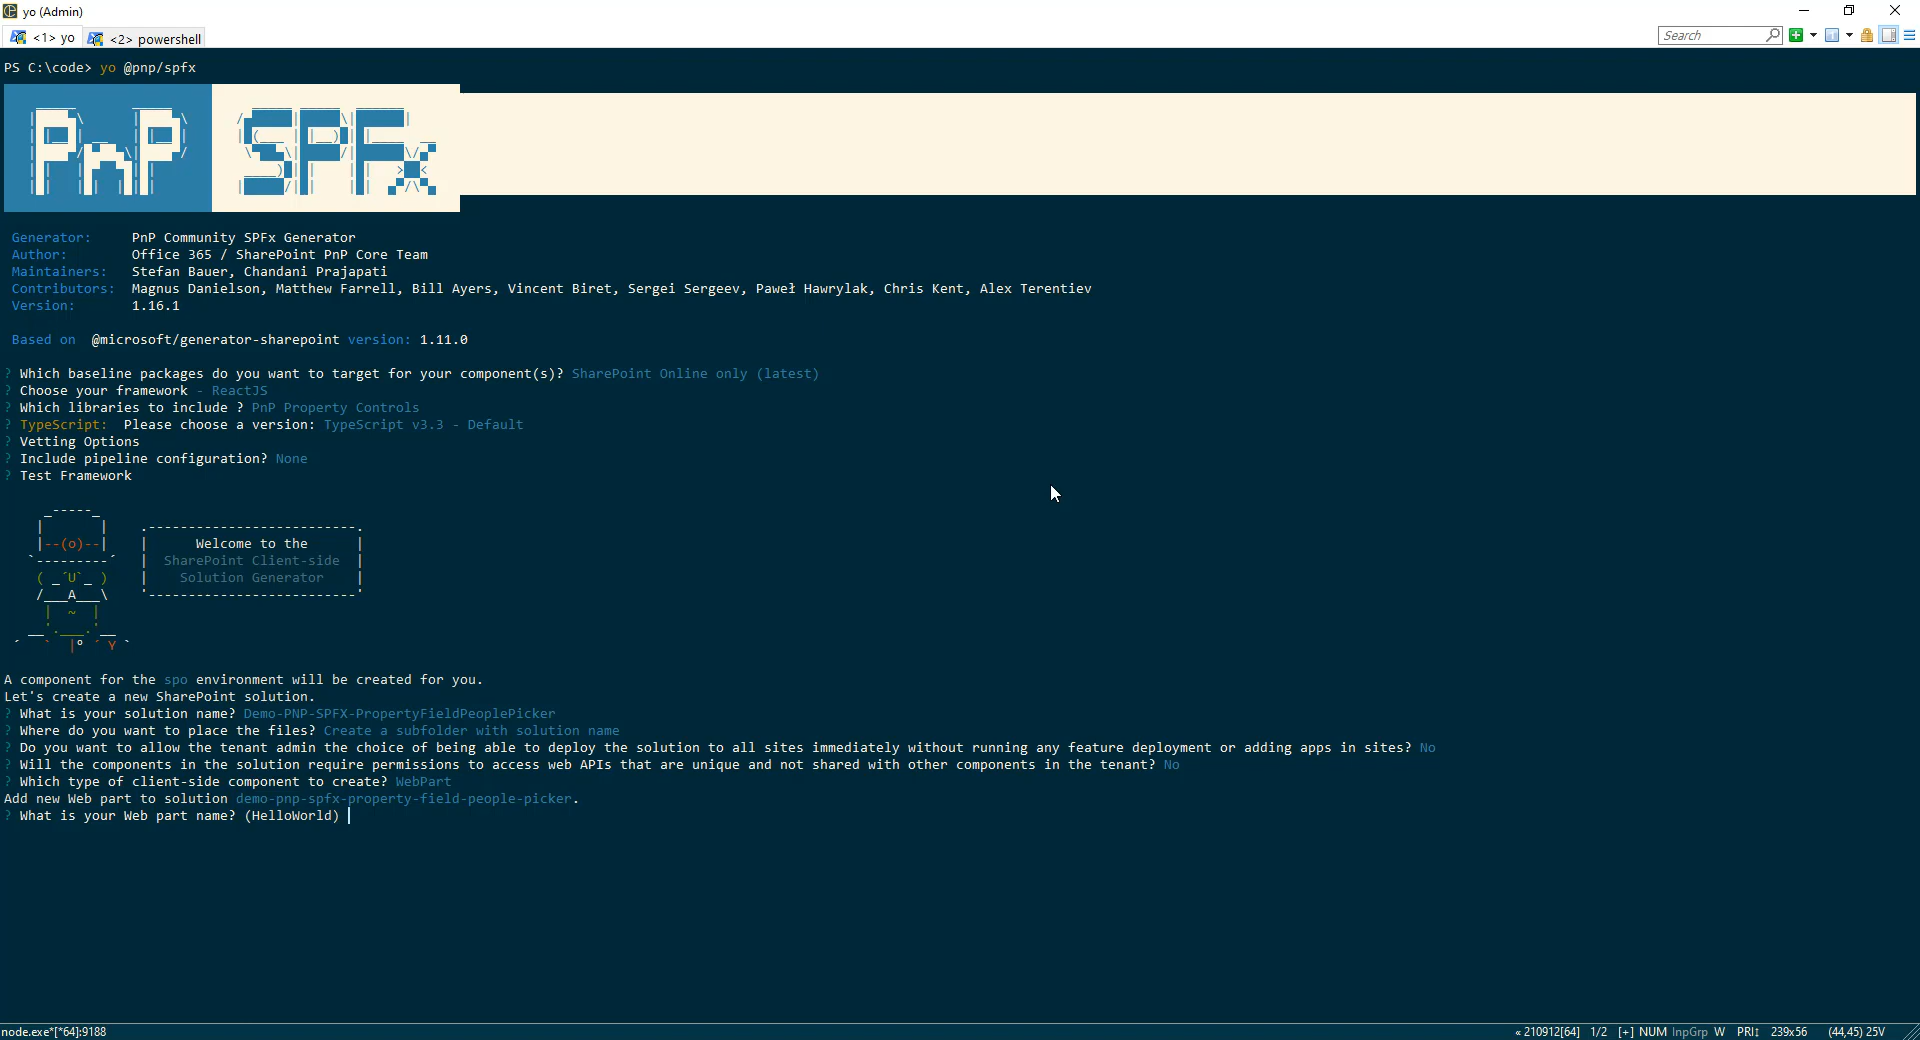 yo (Admin)
<1> yo <2> powershell Search
PS C:\code> yo @pnp/spfx
PnP SPFx
Generator: PnP Community SPFx Generator
Author: Office 365 / SharePoint PnP Core Team
Maintainers: Stefan Bauer, Chandani Prajapati
Contributors: Magnus Danielson, Matthew Farrell, Bill Ayers, Vincent Biret, Sergei Sergeev, Paweł Hawrylak, Chris Kent, Alex Terentiev
Version: 1.16.1
Based on @microsoft/generator-sharepoint version: 1.11.0
? Which baseline packages do you want to target for your component(s)? SharePoint Online only (latest)
? Choose your framework - ReactJS
? Which libraries to include ? PnP Property Controls
? TypeScript: Please choose a version: TypeScript v3.3 - Default
? Vetting Options
? Include pipeline configuration? None
? Test Framework
Welcome to the
SharePoint Client-side
Solution Generator
A component for the spo environment will be created for you.
Let's create a new SharePoint solution.
? What is your solution name? Demo-PNP-SPFX-PropertyFieldPeoplePicker
? Where do you want to place the files? Create a subfolder with solution name
? Do you want to allow the tenant admin the choice of being able to deploy the solution to all sites immediately without running any feature deployment or adding apps in sites? No
? Will the components in the solution require permissions to access web APIs that are unique and not shared with other components in the tenant? No
? Which type of client-side component to create? WebPart
Add new Web part to solution demo-pnp-spfx-property-field-people-picker.
? What is your Web part name? (HelloWorld)
node.exe*[*64]:9188 « 210912[64] 1/2 [+] NUM InpGrp W PRI↕ 239x56 (44,45) 25V